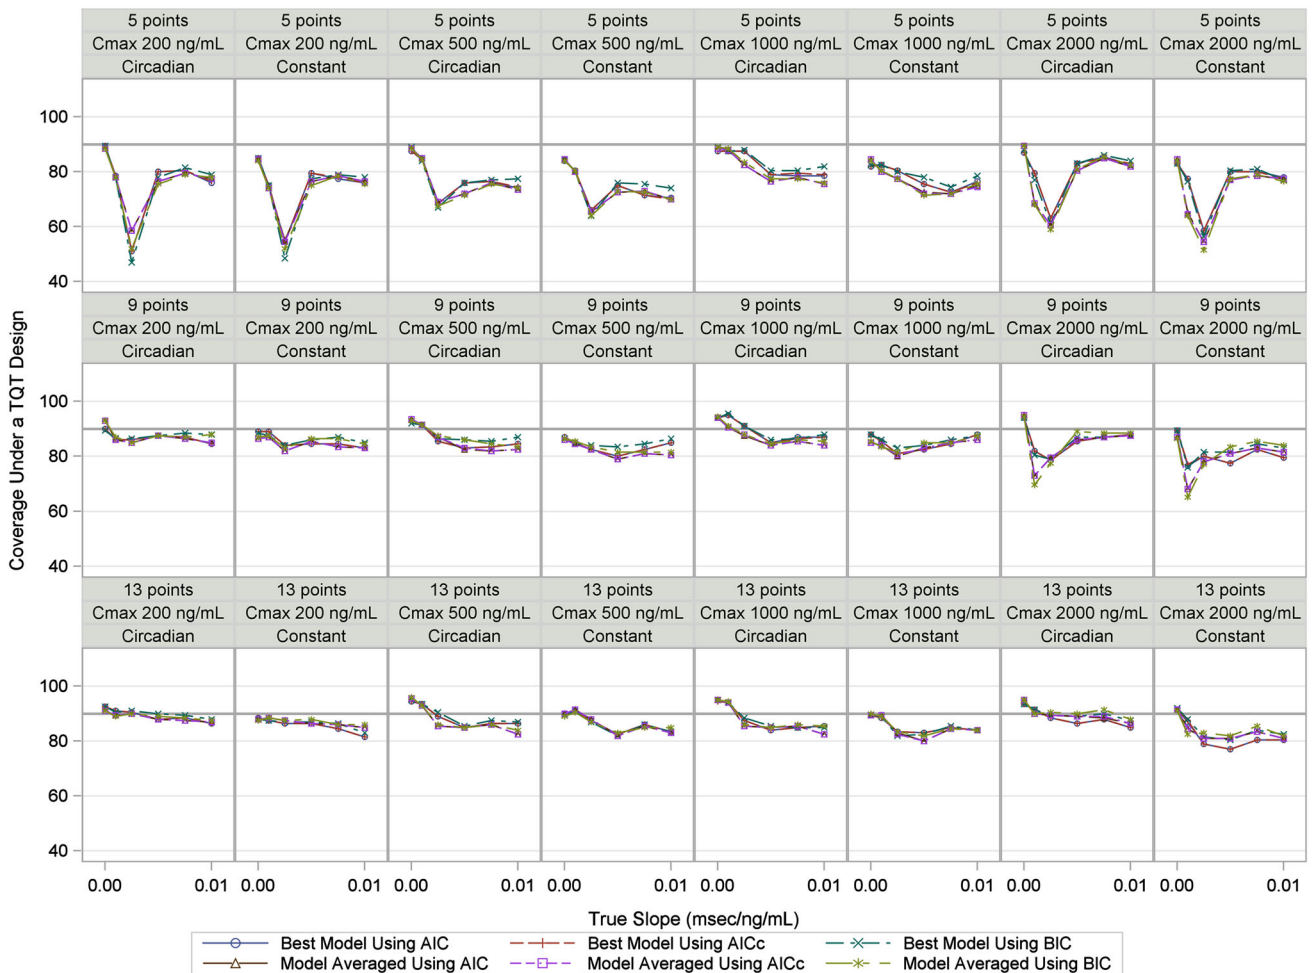 5 points 5 points 5 points 5 points 5 points 5 points 5 points 5 points
Cmax 200 ng/mL Cmax 200 ng/mL Cmax 500 ng/mL Cmax 500 ng/mL Cmax 1000 ng/mL Cmax 1000 ng/mL Cmax 2000 ng/mL Cmax 2000 ng/mL
Circadian Constant Circadian Constant Circadian Constant Circadian Constant
100
80
60
40
9 points 9 points 9 points 9 points 9 points 9 points 9 points 9 points
Cmax 200 ng/mL Cmax 200 ng/mL Cmax 500 ng/mL Cmax 500 ng/mL Cmax 1000 ng/mL Cmax 1000 ng/mL Cmax 2000 ng/mL Cmax 2000 ng/mL
Circadian Constant Circadian Constant Circadian Constant Circadian Constant
Coverage Under a TQT Design
100
80
60
40
13 points 13 points 13 points 13 points 13 points 13 points 13 points 13 points
Cmax 200 ng/mL Cmax 200 ng/mL Cmax 500 ng/mL Cmax 500 ng/mL Cmax 1000 ng/mL Cmax 1000 ng/mL Cmax 2000 ng/mL Cmax 2000 ng/mL
Circadian Constant Circadian Constant Circadian Constant Circadian Constant
100
80
60
40
0.00 0.01 0.00 0.01 0.00 0.01 0.00 0.01 0.00 0.01 0.00 0.01 0.00 0.01 0.00 0.01
True Slope (msec/ng/mL)
Best Model Using AIC Best Model Using AICc Best Model Using BIC
Model Averaged Using AIC Model Averaged Using AICc Model Averaged Using BIC